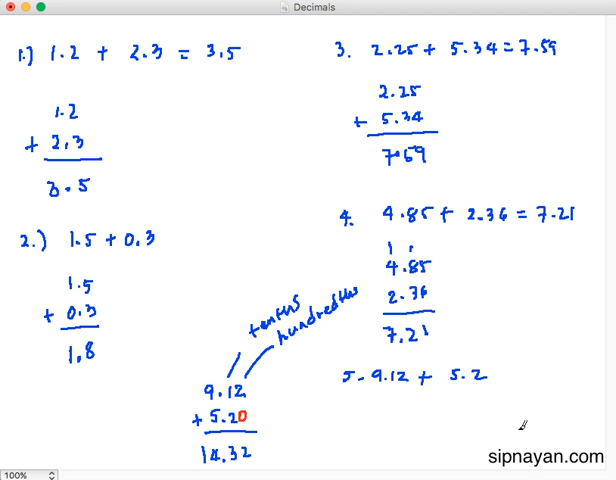 Decimals
1.) 1.2 + 2.3 = 3.5
1.2
+ 2.3
3.5
2.) 1.5 + 0.3
1.5
+ 0.3
1.8
3. 2.25 + 5.34 = 7.59
2.25
+ 5.34
7.59
4. 4.85 + 2.36 = 7.21
1 1
4.85
2.36
7.21
tenths
hundredths
9.12
+ 5.20
14.32
5. 9.12 + 5.2
sipnayan.com
100%